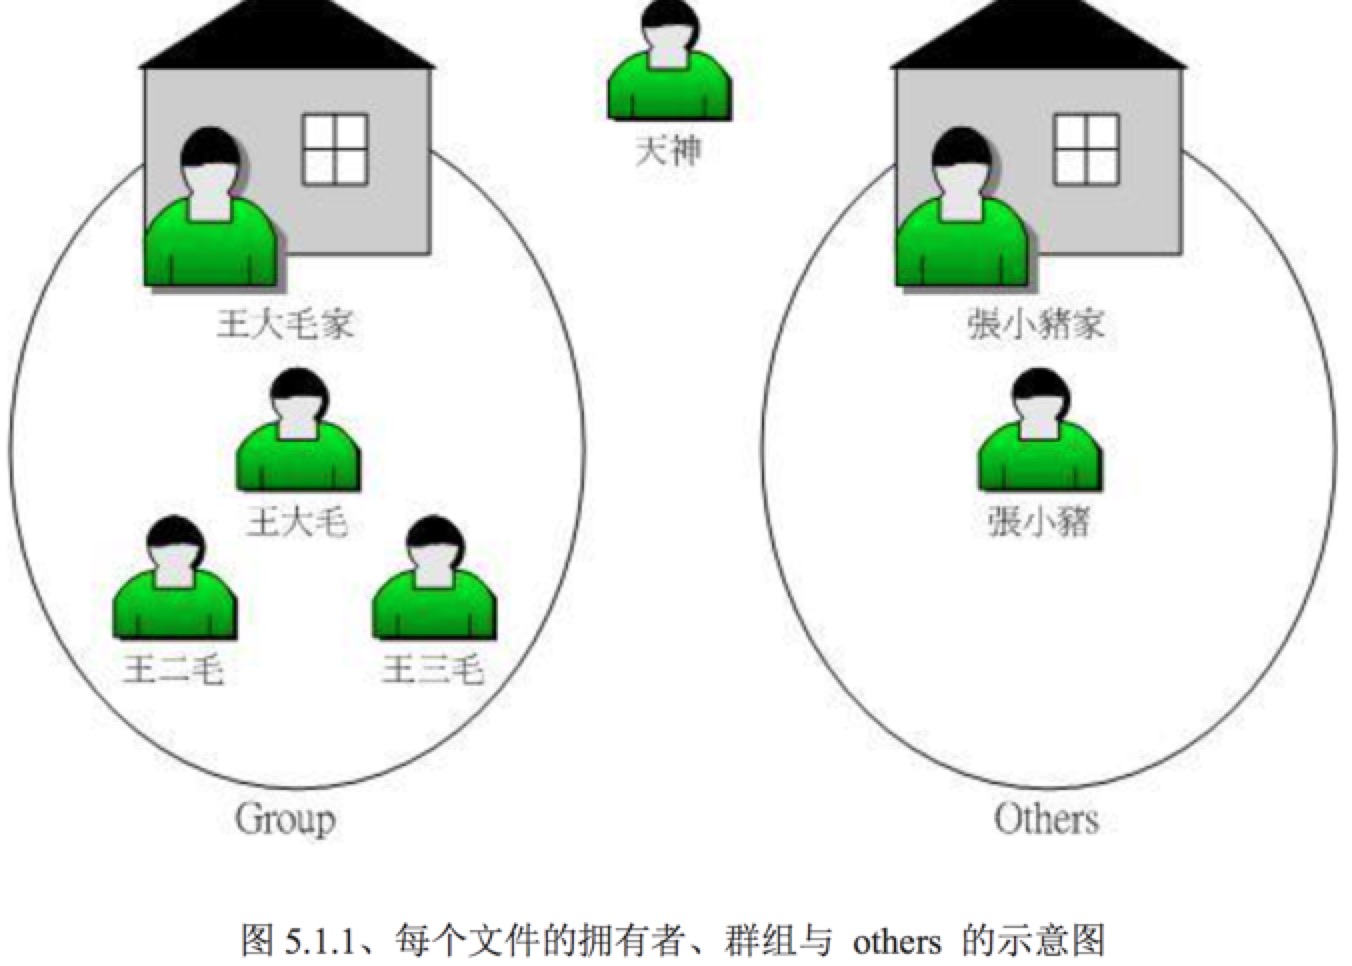 天神
王大毛家
張小豬家
王大毛
張小豬
王二毛
王三毛
Group
Others
图 5.1.1、每个文件的拥有者、群组与 others 的示意图